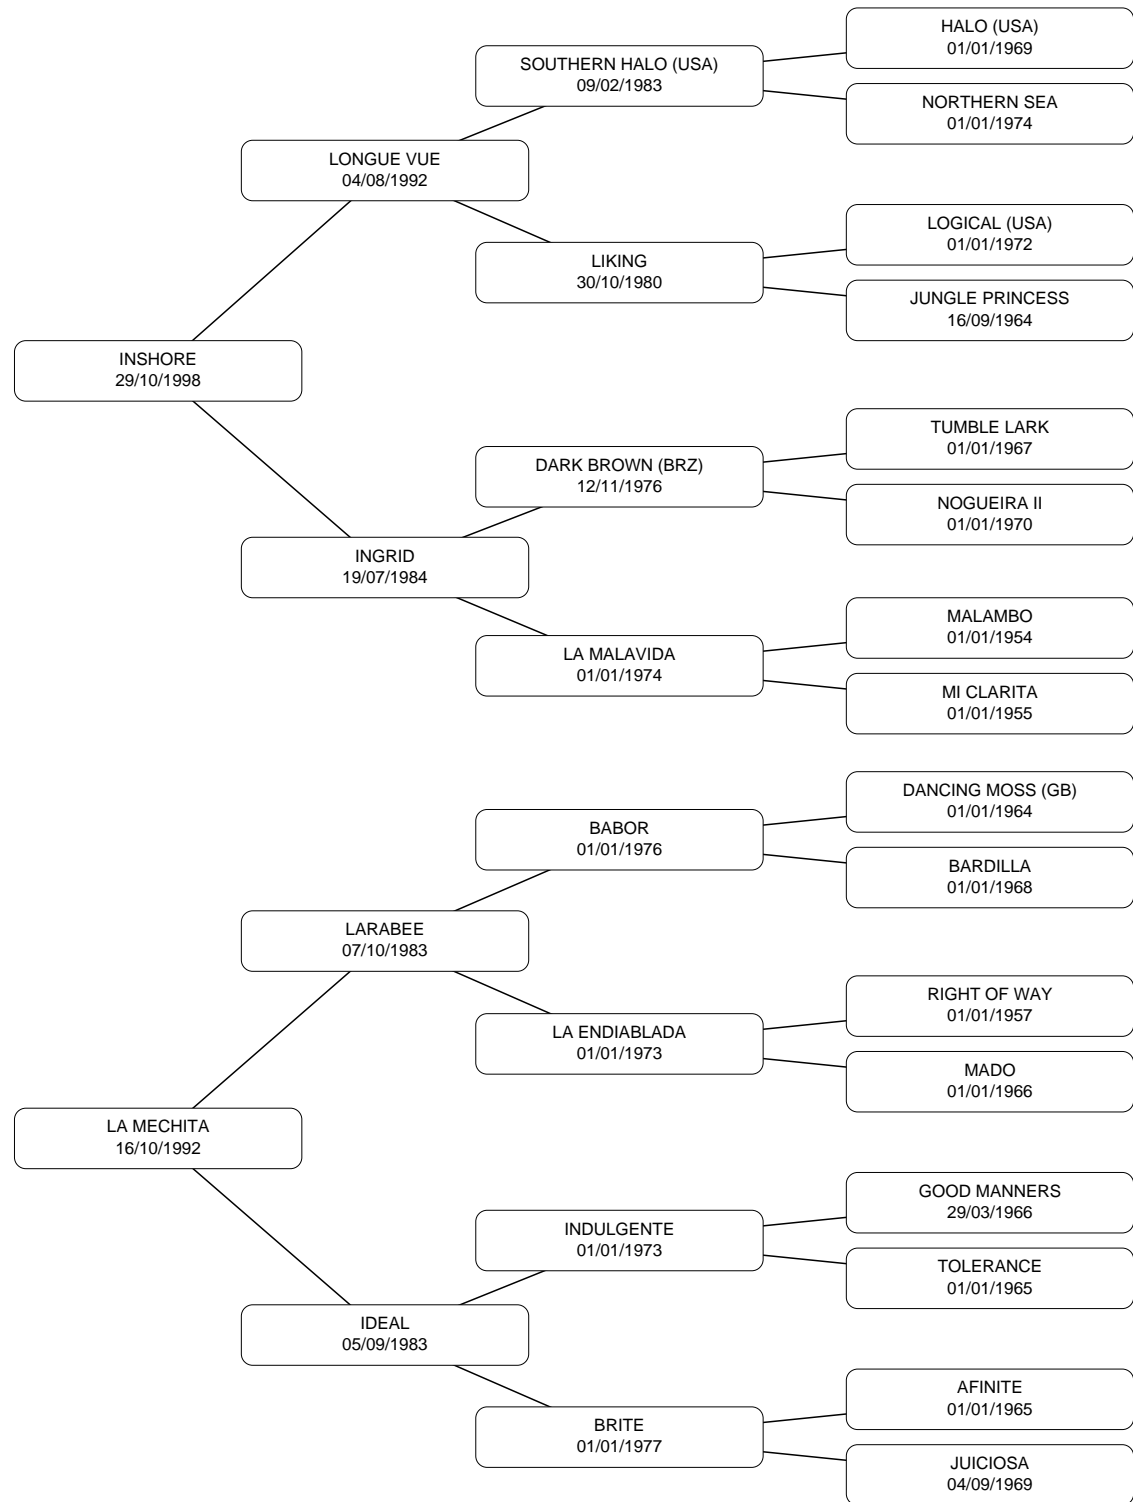 HALO (USA)
01/01/1969
SOUTHERN HALO (USA)
09/02/1983
NORTHERN SEA
01/01/1974
LONGUE VUE
04/08/1992
LOGICAL (USA)
01/01/1972
LIKING
30/10/1980
JUNGLE PRINCESS
16/09/1964
INSHORE
29/10/1998
TUMBLE LARK
01/01/1967
DARK BROWN (BRZ)
12/11/1976
NOGUEIRA II
01/01/1970
INGRID
19/07/1984
MALAMBO
01/01/1954
LA MALAVIDA
01/01/1974
MI CLARITA
01/01/1955
DANCING MOSS (GB)
01/01/1964
BABOR
01/01/1976
BARDILLA
01/01/1968
LARABEE
07/10/1983
RIGHT OF WAY
01/01/1957
LA ENDIABLADA
01/01/1973
MADO
01/01/1966
LA MECHITA
16/10/1992
GOOD MANNERS
29/03/1966
INDULGENTE
01/01/1973
TOLERANCE
01/01/1965
IDEAL
05/09/1983
AFINITE
01/01/1965
BRITE
01/01/1977
JUICIOSA
04/09/1969